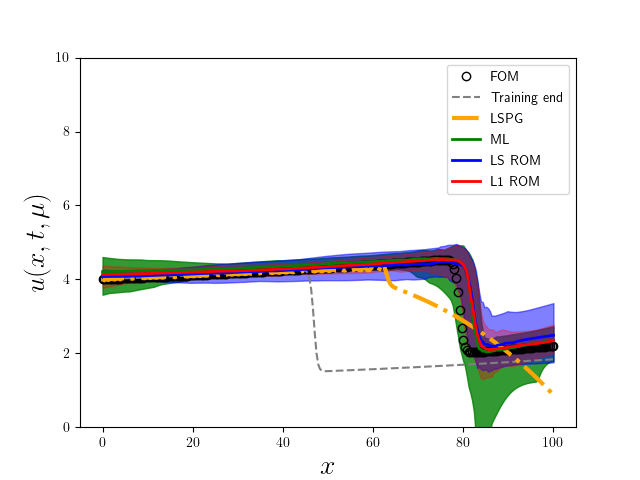 10
8
6
4
2
0
u(x, t, μ)
0 20 40 60 80 100
x
FOM
Training end
LSPG
ML
LS ROM
L1 ROM